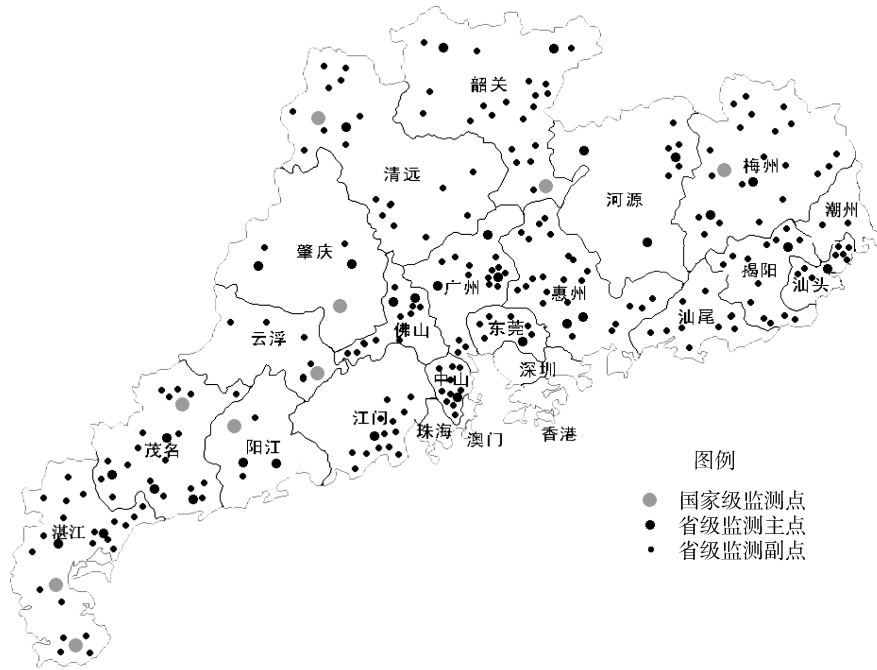 韶关
清远
梅州
河源
潮州
肇庆
揭阳
广州
惠州
汕头
汕尾
佛山
东莞
云浮
深圳
中山
江门
珠海
澳门
香港
阳江
茂名
湛江
图例
国家级监测点
省级监测主点
省级监测副点